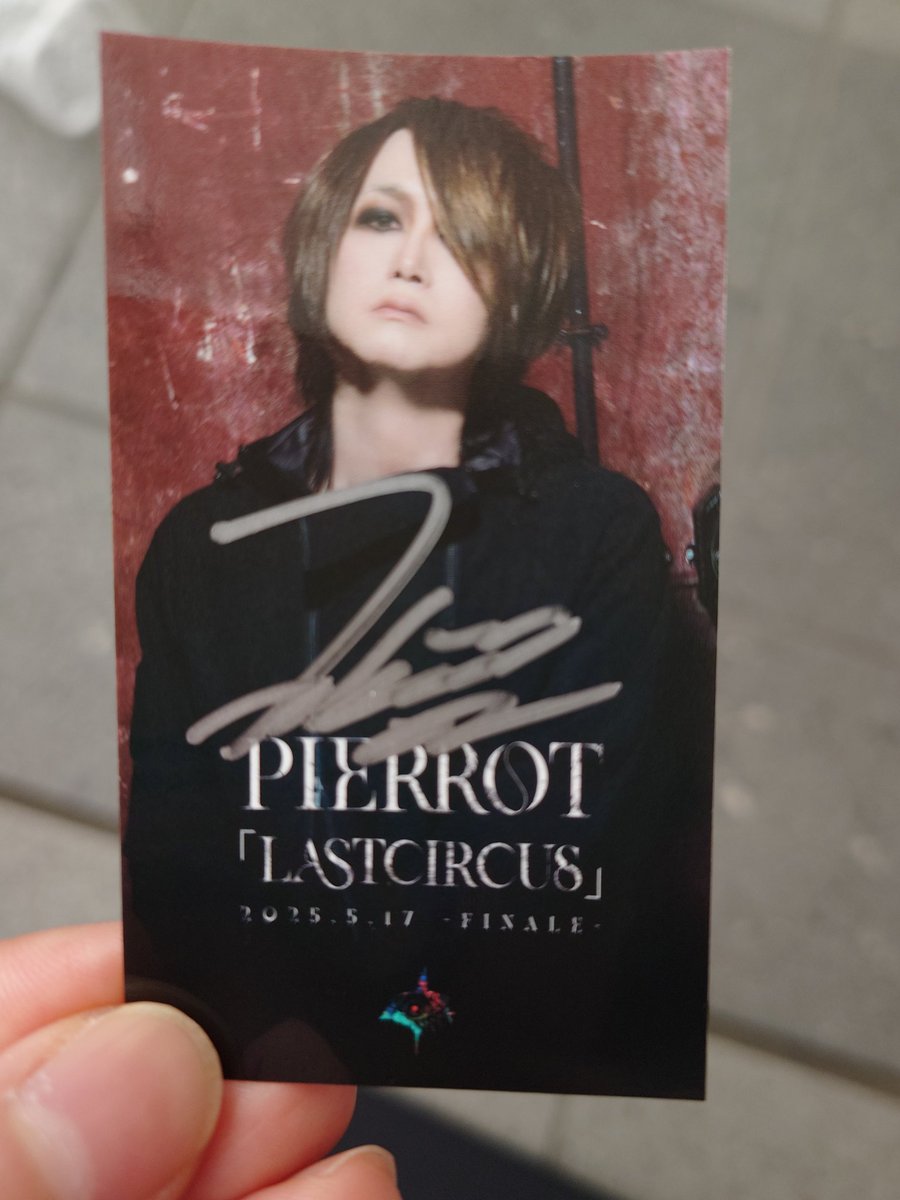 PIERROT
「LASTCIRCUS」
2025.5.17 -FINALE-